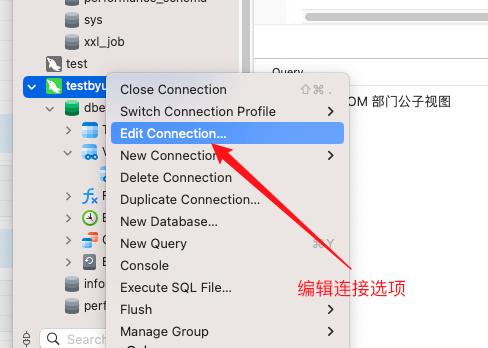 performance_schema
sys
xxl_job
test
testbyu
dbe
T
V
F
E
C
B
info
perf
Search
Close Connection ⇧⌘ .
Switch Connection Profile
Edit Connection...
New Connection
Delete Connection
Duplicate Connection...
New Database...
New Query ⌘Y
Console
Execute SQL File...
Flush
Manage Group
Query
OM 部门公子视图
编辑连接选项